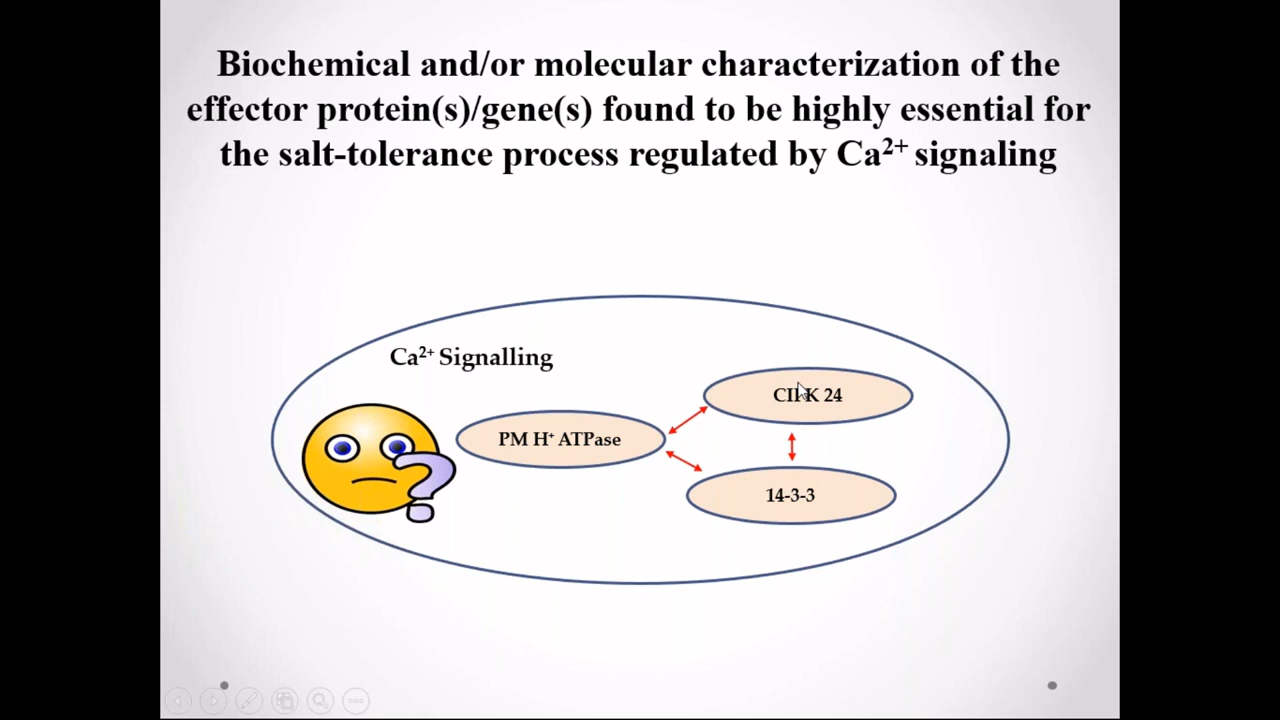 Biochemical and/or molecular characterization of the
effector protein(s)/gene(s) found to be highly essential for
the salt-tolerance process regulated by Ca²⁺ signaling
Ca²⁺ Signalling
PM H⁺ ATPase
24
14-3-3